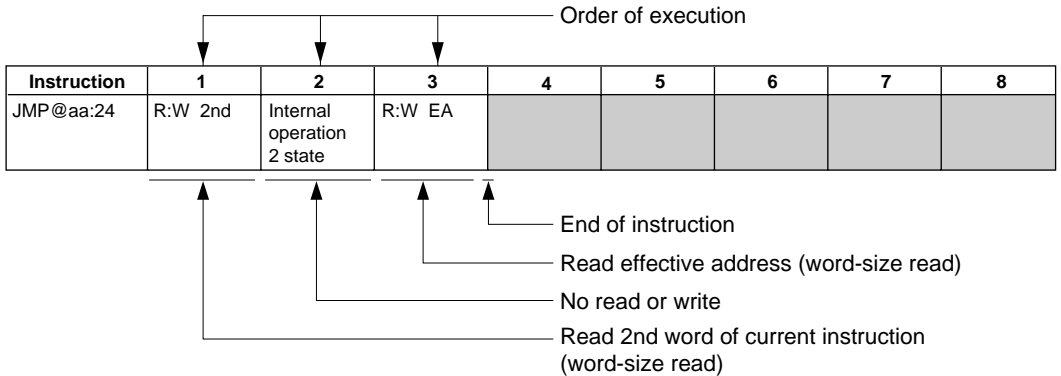 Order of execution
Instruction 1 2 3 4 5 6 7 8
JMP@aa:24 R:W 2nd Internal operation 2 state R:W EA
End of instruction
Read effective address (word-size read)
No read or write
Read 2nd word of current instruction
(word-size read)